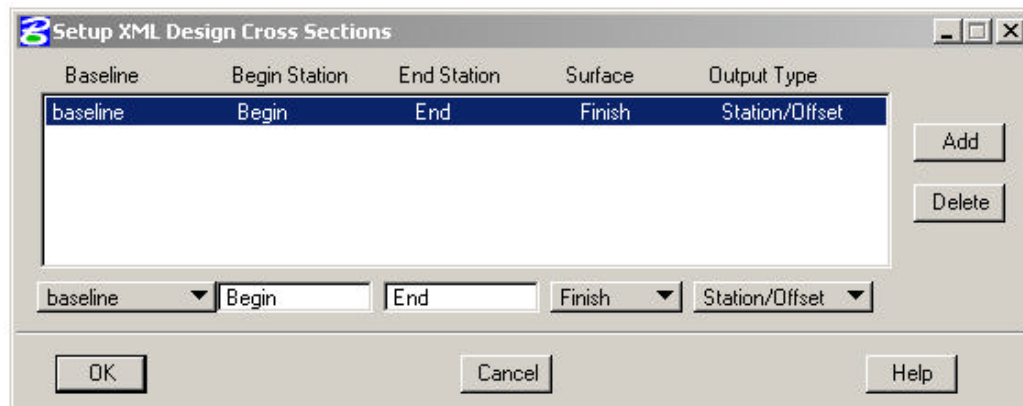 Setup XML Design Cross Sections
Baseline Begin Station End Station Surface Output Type
baseline Begin End Finish Station/Offset
Add
Delete
baseline Begin End Finish Station/Offset
OK Cancel Help